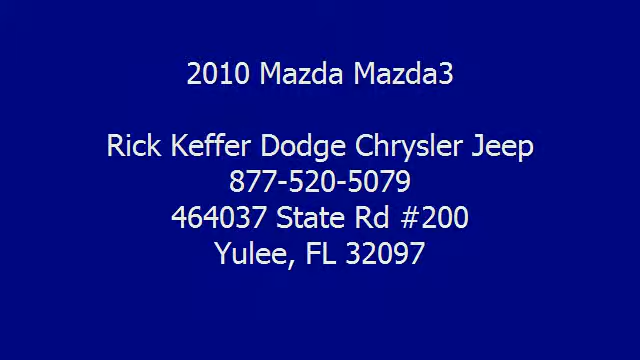 2010 Mazda Mazda3
Rick Keffer Dodge Chrysler Jeep
877-520-5079
464037 State Rd #200
Yulee, FL 32097